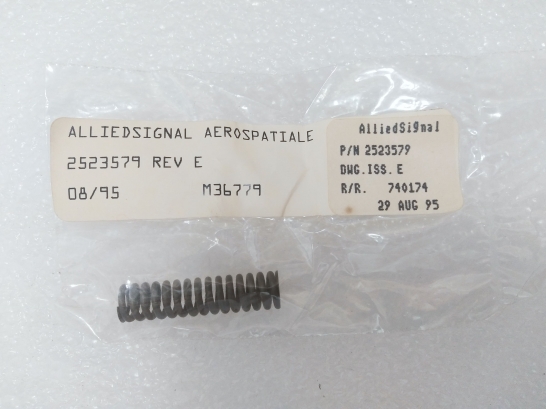 ALLIEDSIGNAL AEROSPATIALE
2523579 REV E
08/95 M36779
AlliedSignal
P/N 2523579
DWG.ISS.E
R/R. 740174
29 AUG 95